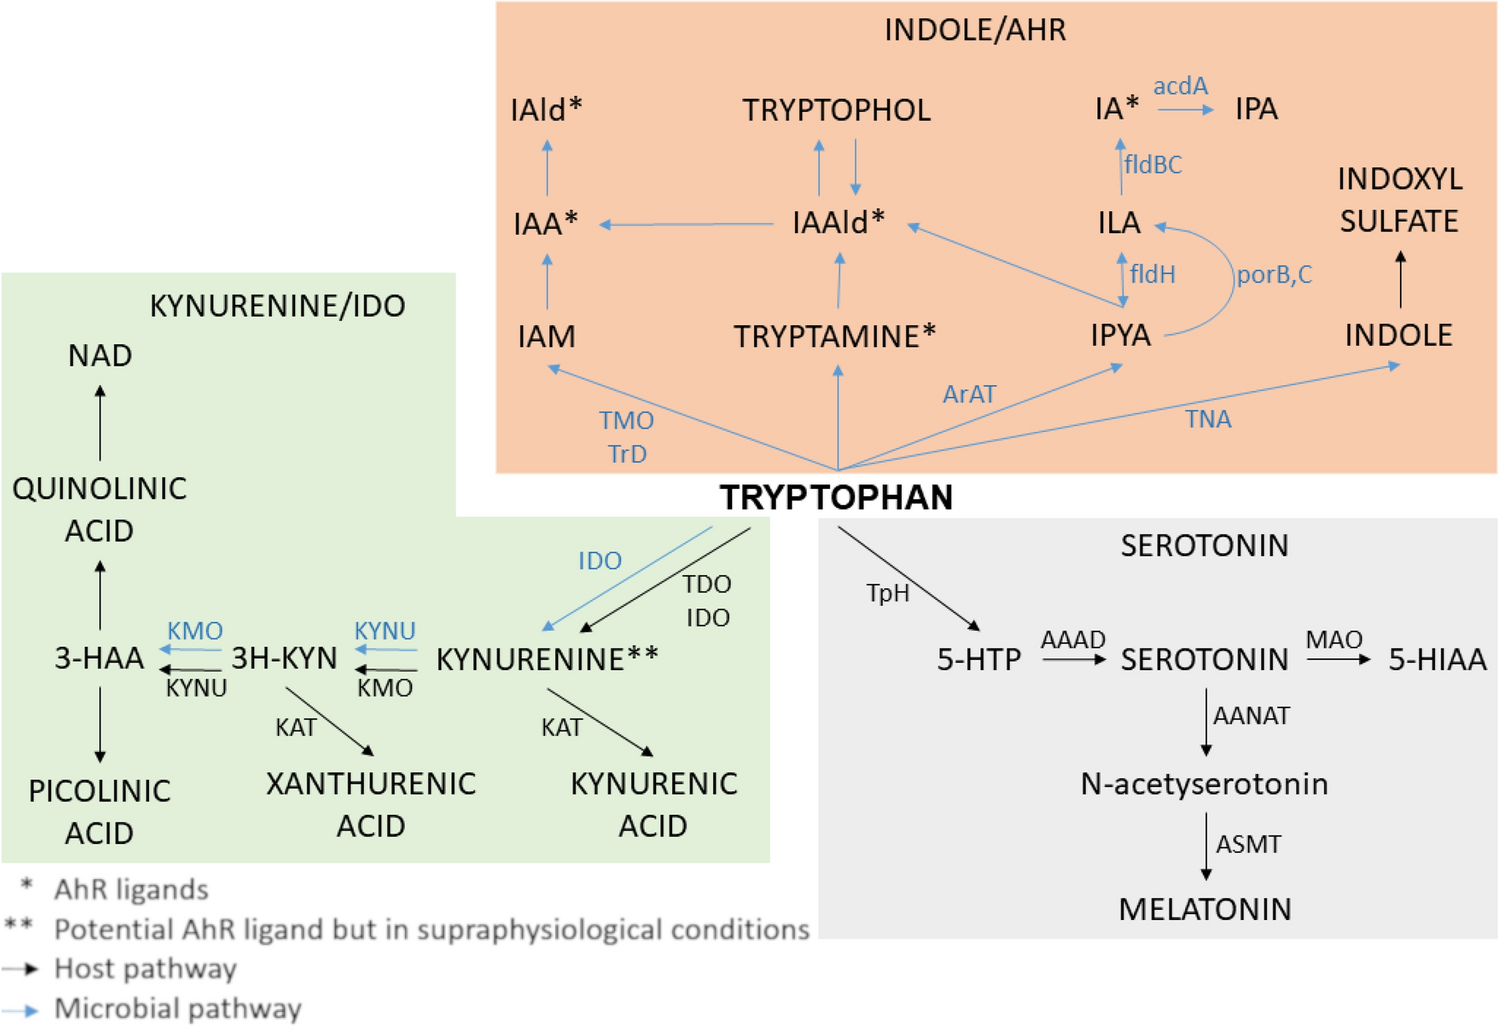 INDOLE/AHR
IAld*
TRYPTOPHOL
IA*
acdA
IPA
fldBC
INDOXYL
SULFATE
IAA*
IAAld*
ILA
fldH
porB,C
IAM
TRYPTAMINE*
IPYA
INDOLE
TMO
TrD
ArAT
TNA
TRYPTOPHAN
KYNURENINE/IDO
NAD
QUINOLINIC
ACID
IDO
TDO
IDO
3-HAA
KMO
KYNU
3H-KYN
KYNU
KMO
KYNURENINE**
KAT
KAT
PICOLINIC
ACID
XANTHURENIC
ACID
KYNURENIC
ACID
SEROTONIN
TpH
5-HTP
AAAD
SEROTONIN
MAO
5-HIAA
AANAT
N-acetyserotonin
ASMT
MELATONIN
* AhR ligands
** Potential AhR ligand but in supraphysiological conditions
Host pathway
Microbial pathway